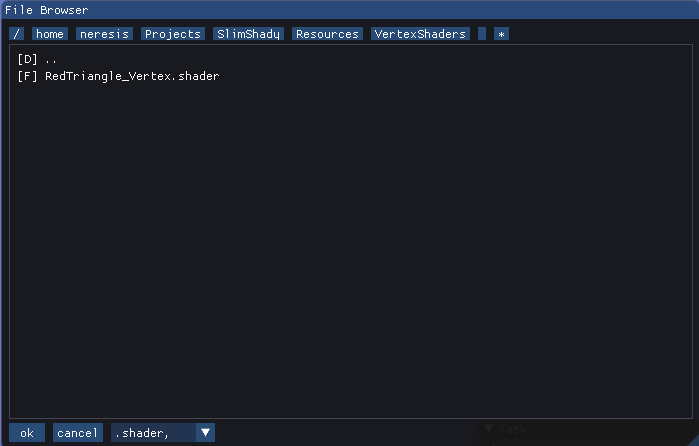 File Browser
/ home neresis Projects SlimShady Resources VertexShaders *
[D] ..
[F] RedTriangle_Vertex.shader
ok cancel .shader, ▼ ▼ Task